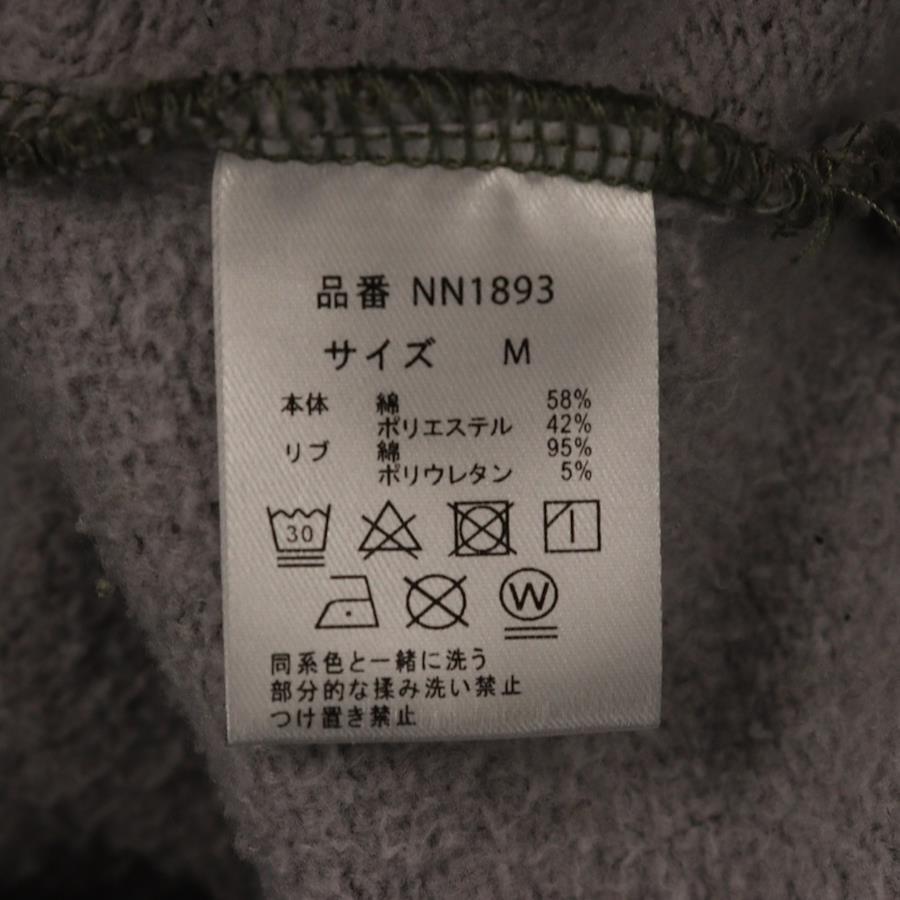 品番 NN1893
サイズ M
本体 綿 58%
ポリエステル 42%
リブ 綿 95%
ポリウレタン 5%
30
W
同系色と一緒に洗う
部分的な揉み洗い禁止
つけ置き禁止